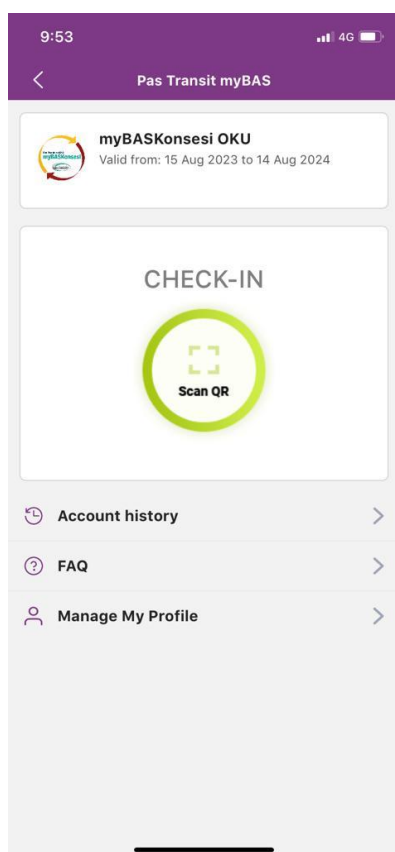 9:53
4G
Pas Transit myBAS
myBASKonsesi OKU
Valid from: 15 Aug 2023 to 14 Aug 2024
myBASKonsesi
CHECK-IN
Scan QR
Account history
FAQ
Manage My Profile